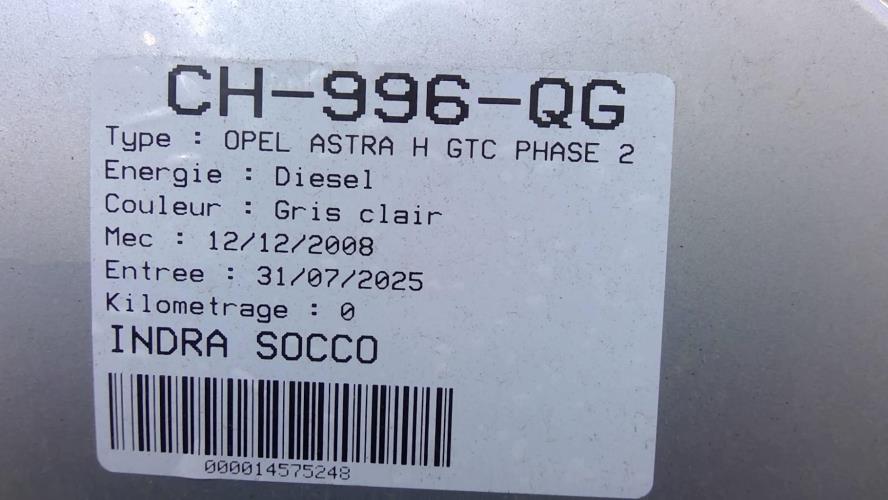 CH-996-QG
Type : OPEL ASTRA H GTC PHASE 2
Energie : Diesel
Couleur : Gris clair
Mec : 12/12/2008
Entree : 31/07/2025
Kilometrage : 0
INDRA SOCCO
000014575248